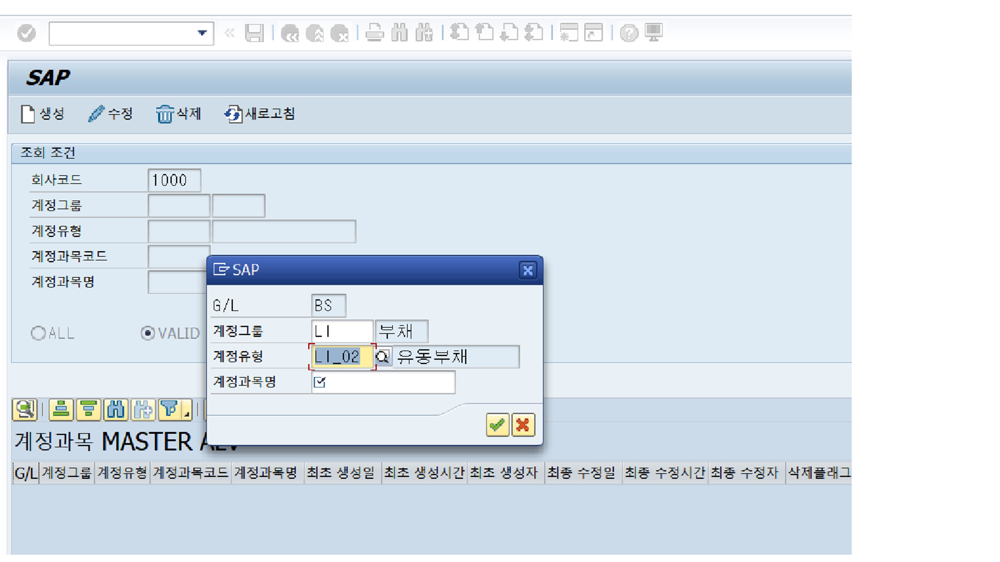 SAP
생성 수정 삭제 새로고침
조회 조건
회사코드 1000
계정그룹
계정유형
계정과목코드
계정과목명
ALL VALID
SAP
G/L BS
계정그룹 LI 부채
계정유형 LI_02 유동부채
계정과목명
계정과목 MASTER ALV
G/L 계정그룹 계정유형 계정과목코드 계정과목명 최초 생성일 최초 생성시간 최초 생성자 최종 수정일 최종 수정시간 최종 수정자 삭제플래그